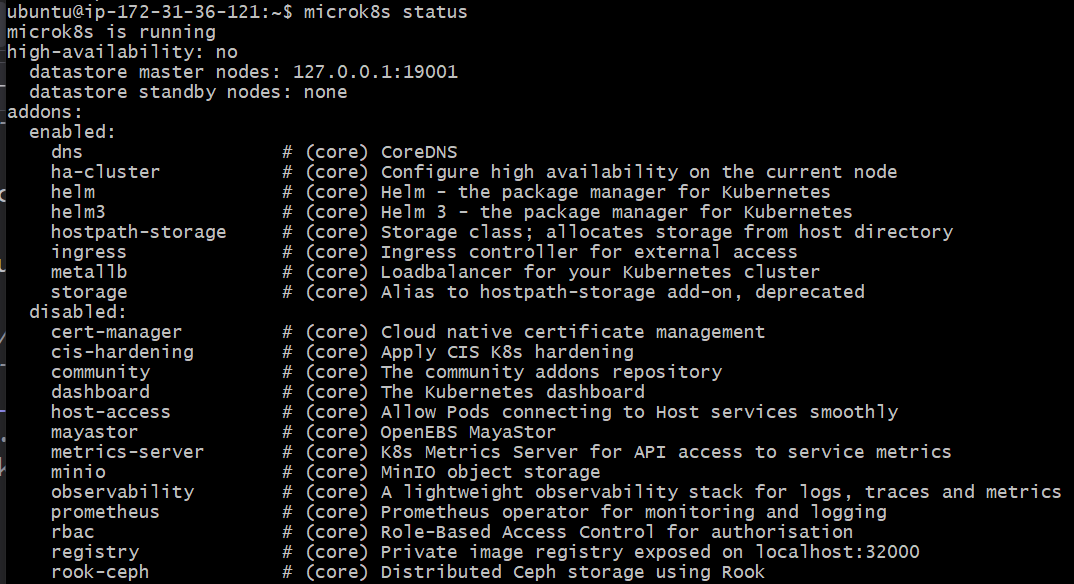 ubuntu@ip-172-31-36-121:~$ microk8s status
microk8s is running
high-availability: no
  datastore master nodes: 127.0.0.1:19001
  datastore standby nodes: none
addons:
  enabled:
    dns                  # (core) CoreDNS
    ha-cluster           # (core) Configure high availability on the current node
    helm                 # (core) Helm - the package manager for Kubernetes
    helm3                # (core) Helm 3 - the package manager for Kubernetes
    hostpath-storage     # (core) Storage class; allocates storage from host directory
    ingress              # (core) Ingress controller for external access
    metallb              # (core) Loadbalancer for your Kubernetes cluster
    storage              # (core) Alias to hostpath-storage add-on, deprecated
  disabled:
    cert-manager         # (core) Cloud native certificate management
    cis-hardening        # (core) Apply CIS K8s hardening
    community            # (core) The community addons repository
    dashboard            # (core) The Kubernetes dashboard
    host-access          # (core) Allow Pods connecting to Host services smoothly
    mayastor             # (core) OpenEBS MayaStor
    metrics-server       # (core) K8s Metrics Server for API access to service metrics
    minio                # (core) MinIO object storage
    observability        # (core) A lightweight observability stack for logs, traces and metrics
    prometheus           # (core) Prometheus operator for monitoring and logging
    rbac                 # (core) Role-Based Access Control for authorisation
    registry             # (core) Private image registry exposed on localhost:32000
    rook-ceph            # (core) Distributed Ceph storage using Rook